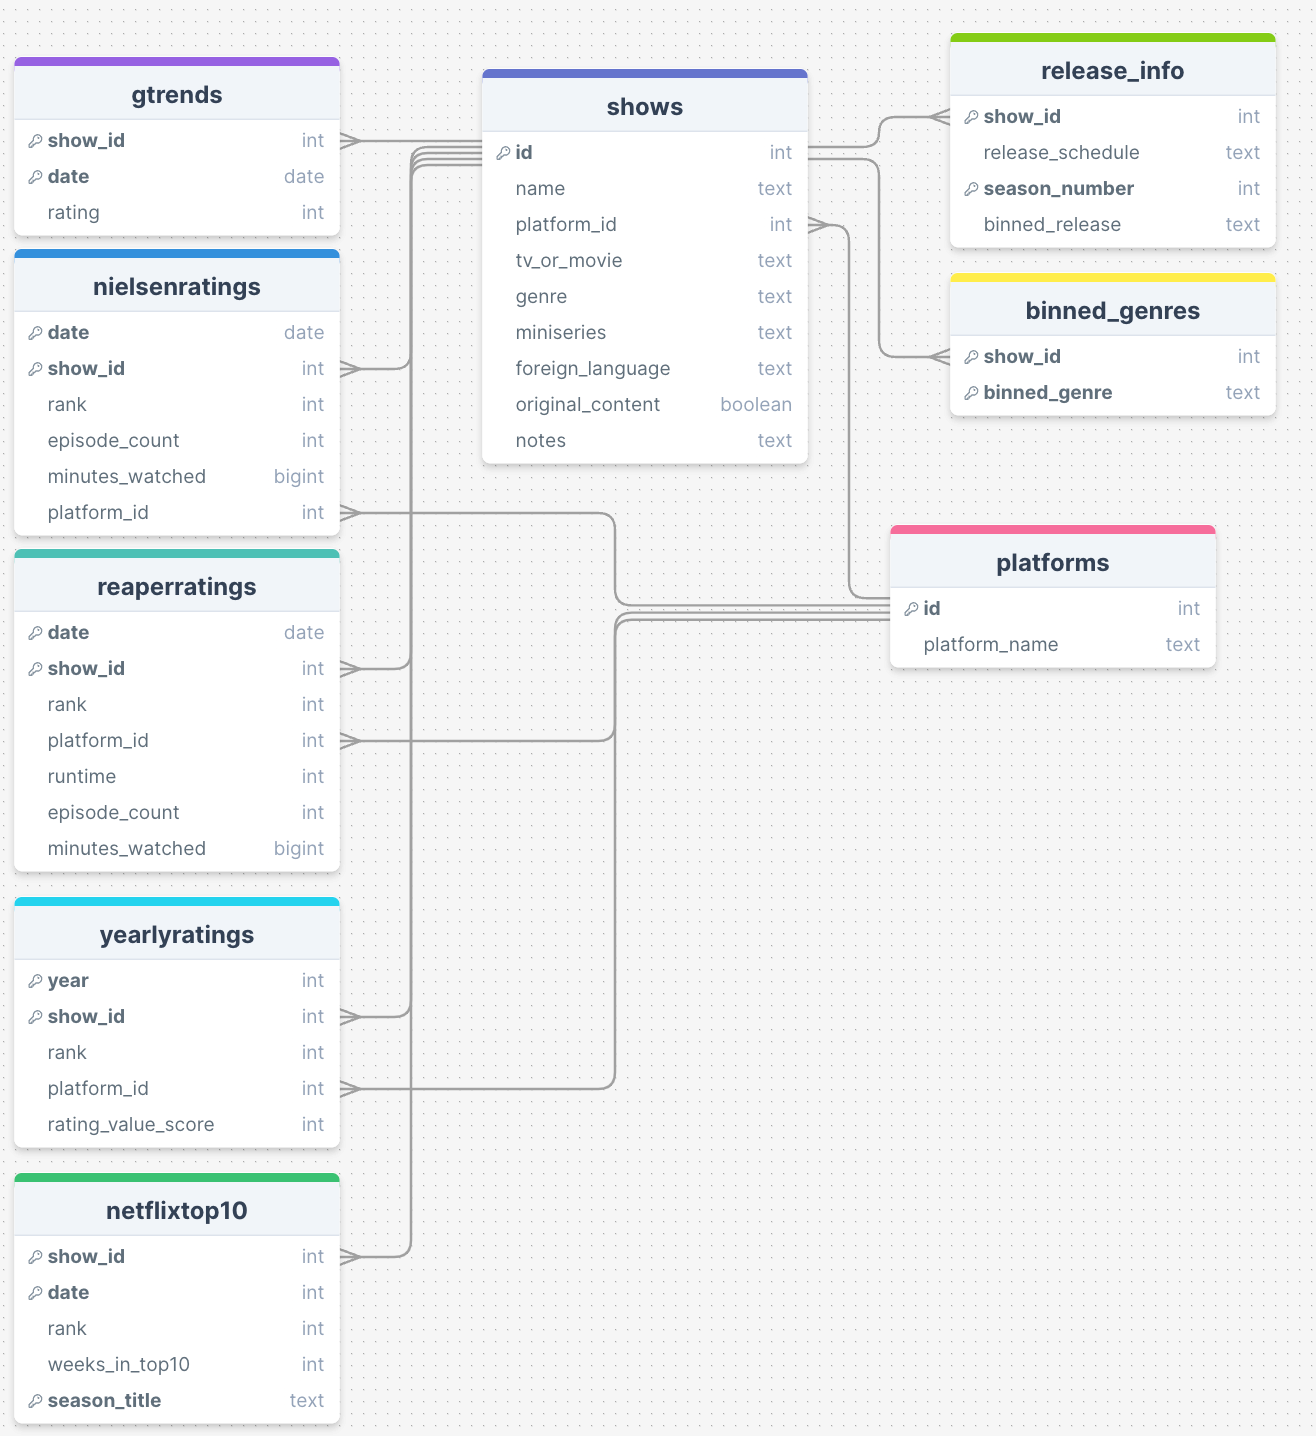 gtrends
show_id int
date date
rating int
nielsenratings
date date
show_id int
rank int
episode_count int
minutes_watched bigint
platform_id int
reaperratings
date date
show_id int
rank int
platform_id int
runtime int
episode_count int
minutes_watched bigint
yearlyratings
year int
show_id int
rank int
platform_id int
rating_value_score int
netflixtop10
show_id int
date int
rank int
weeks_in_top10 int
season_title text
shows
id int
name text
platform_id int
tv_or_movie text
genre text
miniseries text
foreign_language text
original_content boolean
notes text
release_info
show_id int
release_schedule text
season_number int
binned_release text
binned_genres
show_id int
binned_genre text
platforms
id int
platform_name text